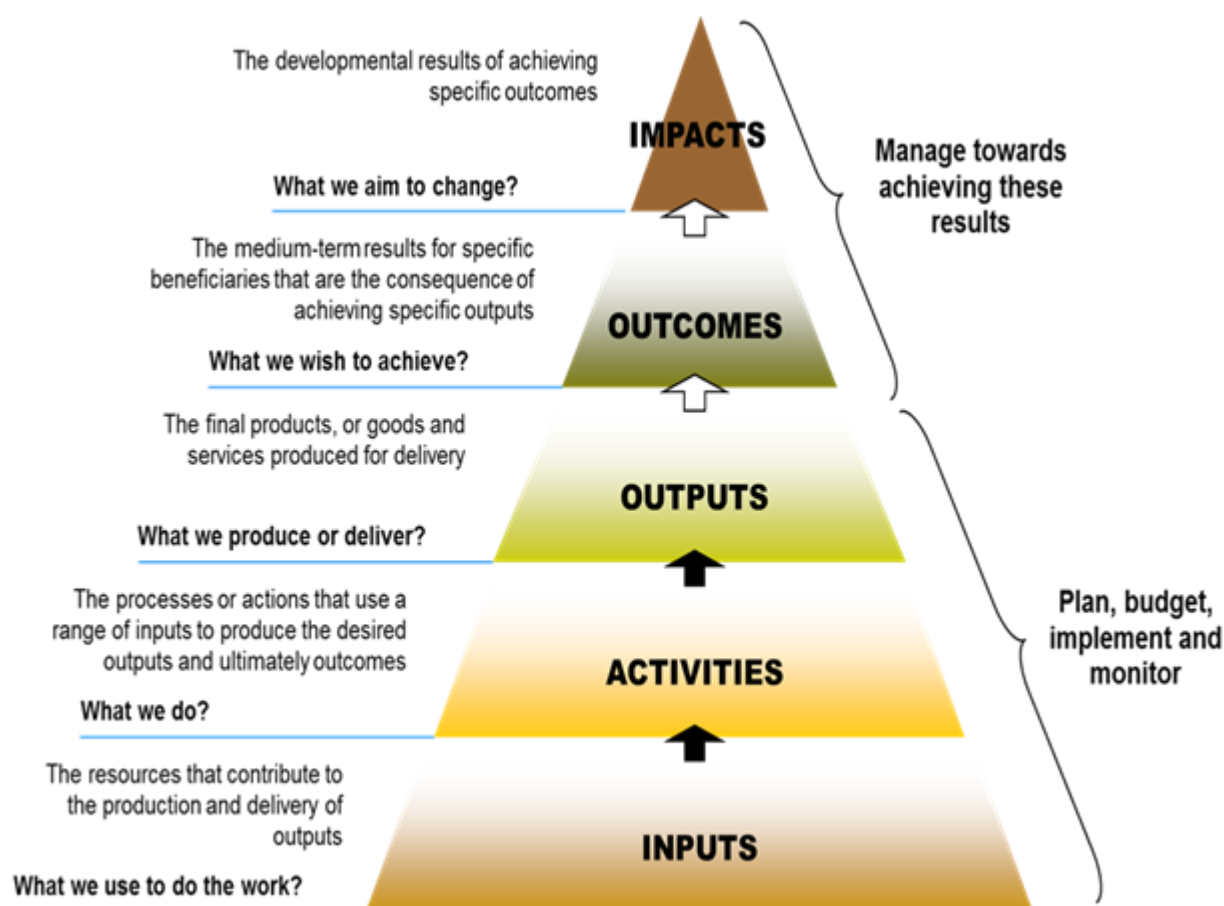 The developmental results of achieving
specific outcomes
IMPACTS
What we aim to change?
Manage towards
achieving these
results
The medium-term results for specific
beneficiaries that are the consequence of
achieving specific outputs
OUTCOMES
What we wish to achieve?
The final products, or goods and
services produced for delivery
OUTPUTS
What we produce or deliver?
The processes or actions that use a
range of inputs to produce the desired
outputs and ultimately outcomes
ACTIVITIES
What we do?
Plan, budget,
implement and
monitor
The resources that contribute to
the production and delivery of
outputs
INPUTS
What we use to do the work?